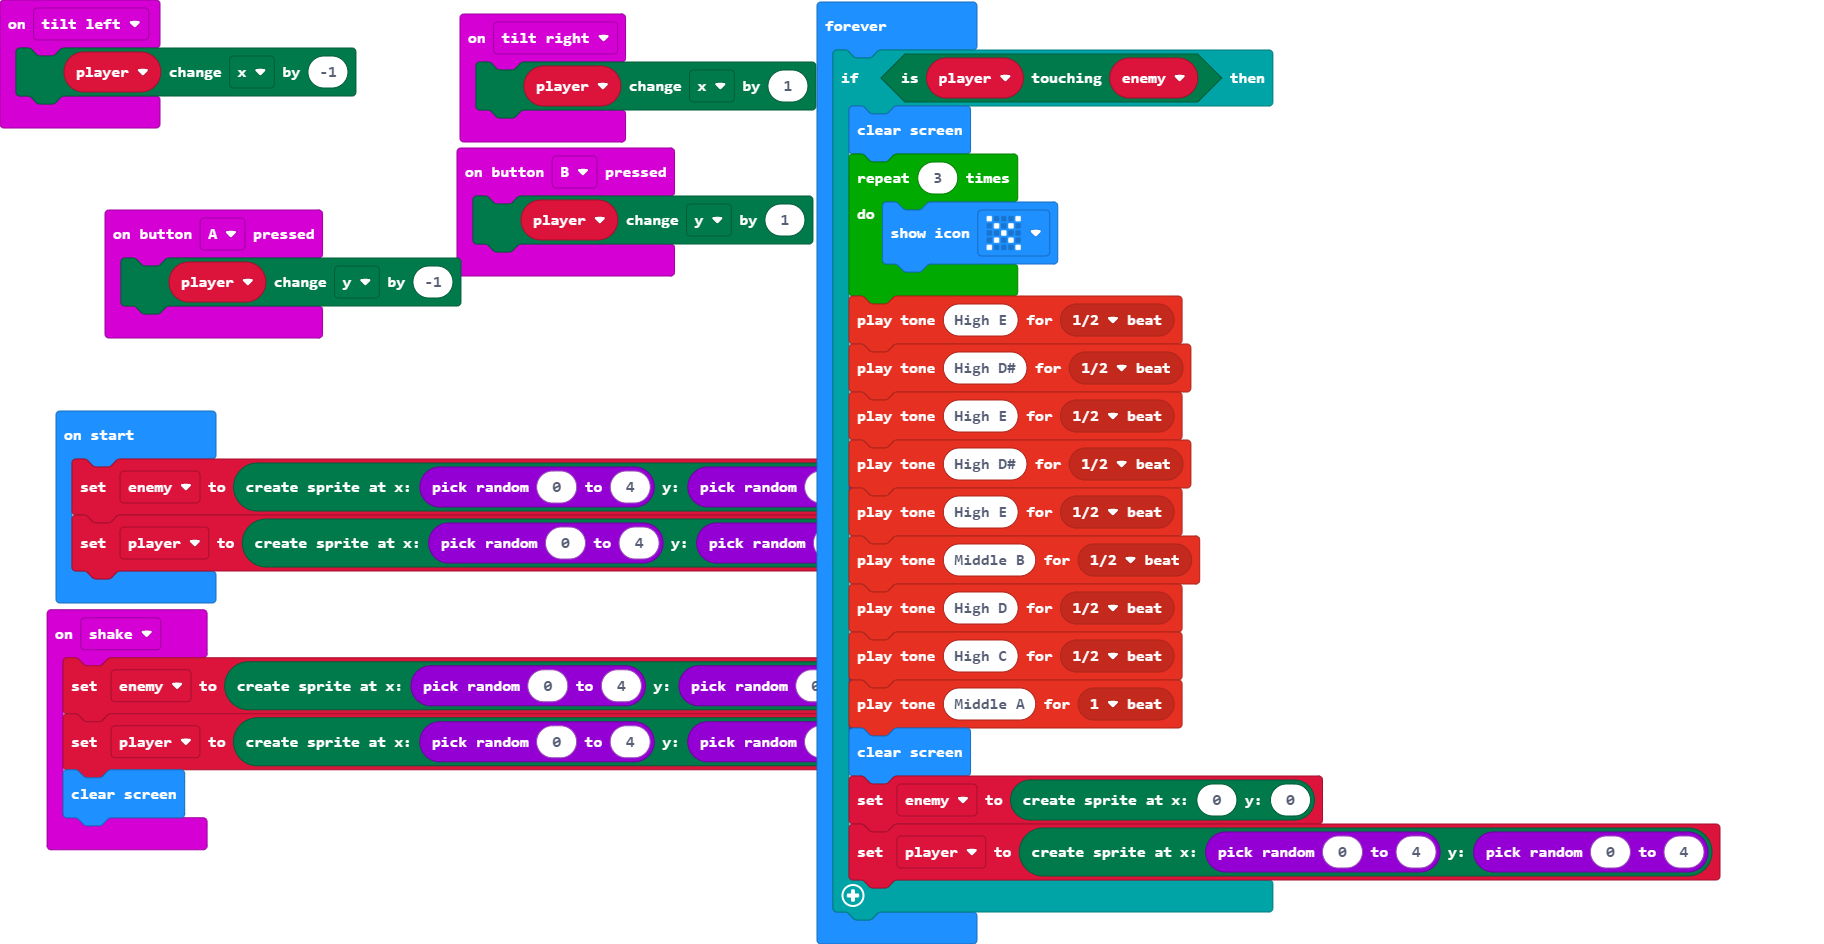 on tilt left
player change x by -1
on tilt right
player change x by 1
on button B pressed
player change y by 1
on button A pressed
player change y by -1
on start
set enemy to create sprite at x: pick random 0 to 4 y: pick random
set player to create sprite at x: pick random 0 to 4 y: pick random
on shake
set enemy to create sprite at x: pick random 0 to 4 y: pick random 0
set player to create sprite at x: pick random 0 to 4 y: pick random
clear screen
forever
if is player touching enemy then
clear screen
repeat 3 times
do show icon
play tone High E for 1/2 beat
play tone High D# for 1/2 beat
play tone High E for 1/2 beat
play tone High D# for 1/2 beat
play tone High E for 1/2 beat
play tone Middle B for 1/2 beat
play tone High D for 1/2 beat
play tone High C for 1/2 beat
play tone Middle A for 1 beat
clear screen
set enemy to create sprite at x: 0 y: 0
set player to create sprite at x: pick random 0 to 4 y: pick random 0 to 4